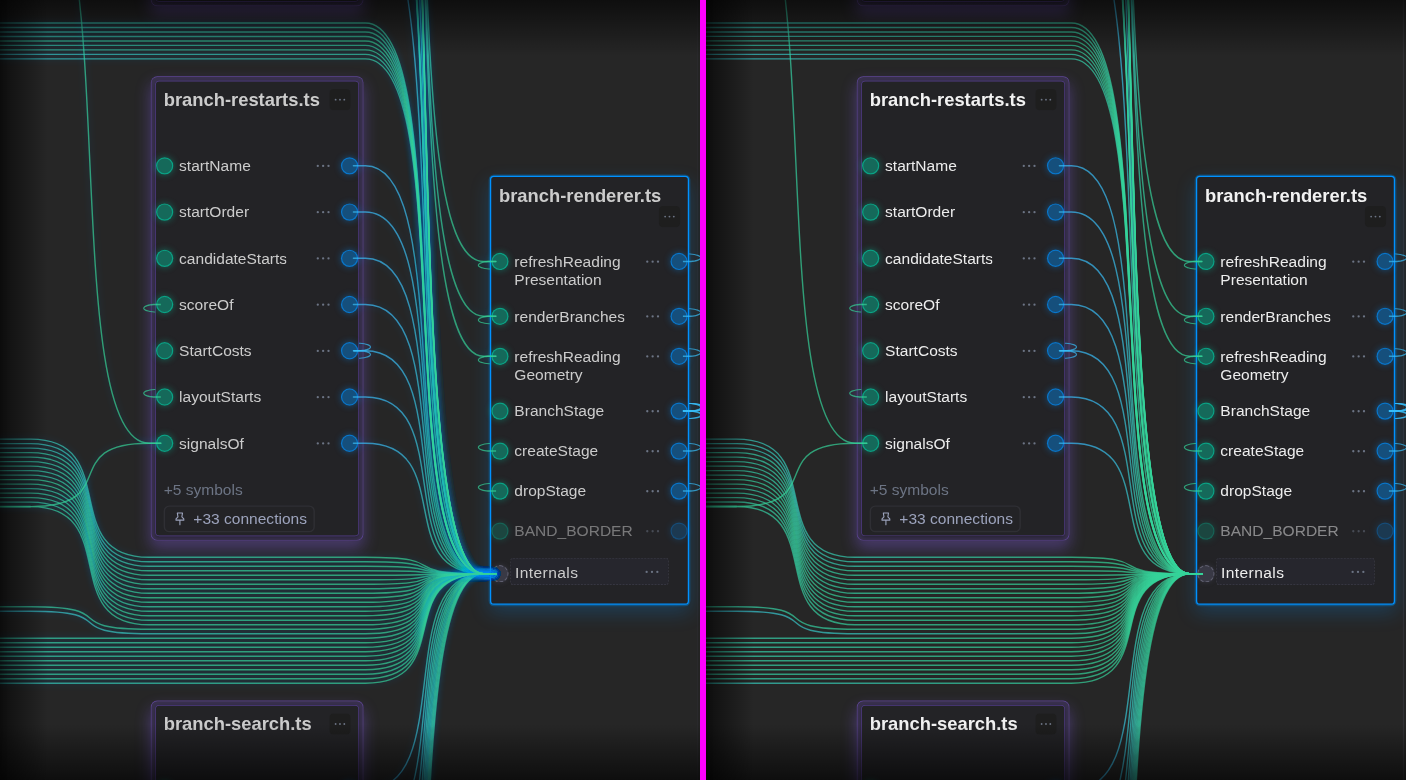 branch-restarts.ts ...
startName ...
startOrder ...
candidateStarts ...
scoreOf ...
StartCosts ...
layoutStarts ...
signalsOf ...
+5 symbols
+33 connections
branch-renderer.ts
...
refreshReading ...
Presentation
renderBranches ...
refreshReading ...
Geometry
BranchStage ...
createStage ...
dropStage ...
BAND_BORDER ...
Internals ...
branch-search.ts ...
branch-restarts.ts ...
startName ...
startOrder ...
candidateStarts ...
scoreOf ...
StartCosts ...
layoutStarts ...
signalsOf ...
+5 symbols
+33 connections
branch-renderer.ts
...
refreshReading ...
Presentation
renderBranches ...
refreshReading ...
Geometry
BranchStage ...
createStage ...
dropStage ...
BAND_BORDER ...
Internals ...
branch-search.ts ...